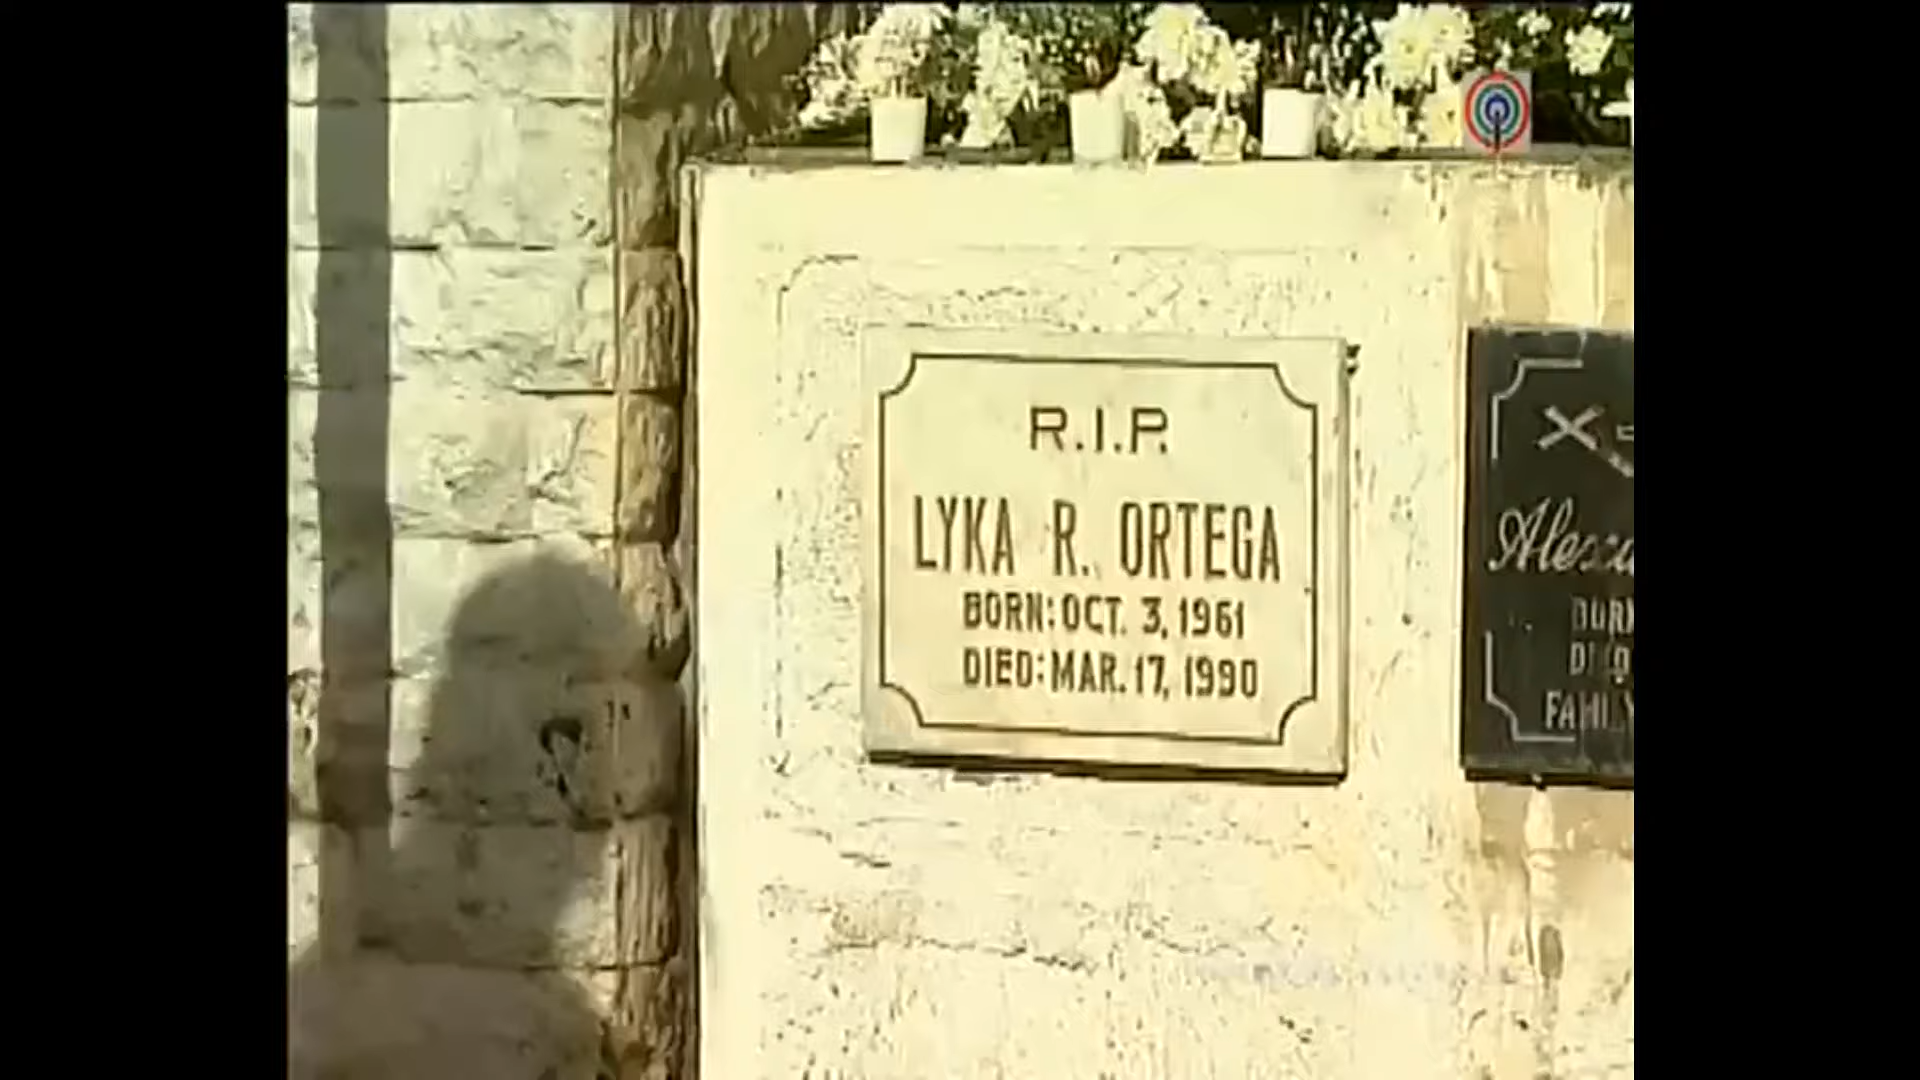 R.I.P.
LYKA R. ORTEGA
BORN: OCT. 3, 1961
DIED: MAR. 17, 1990